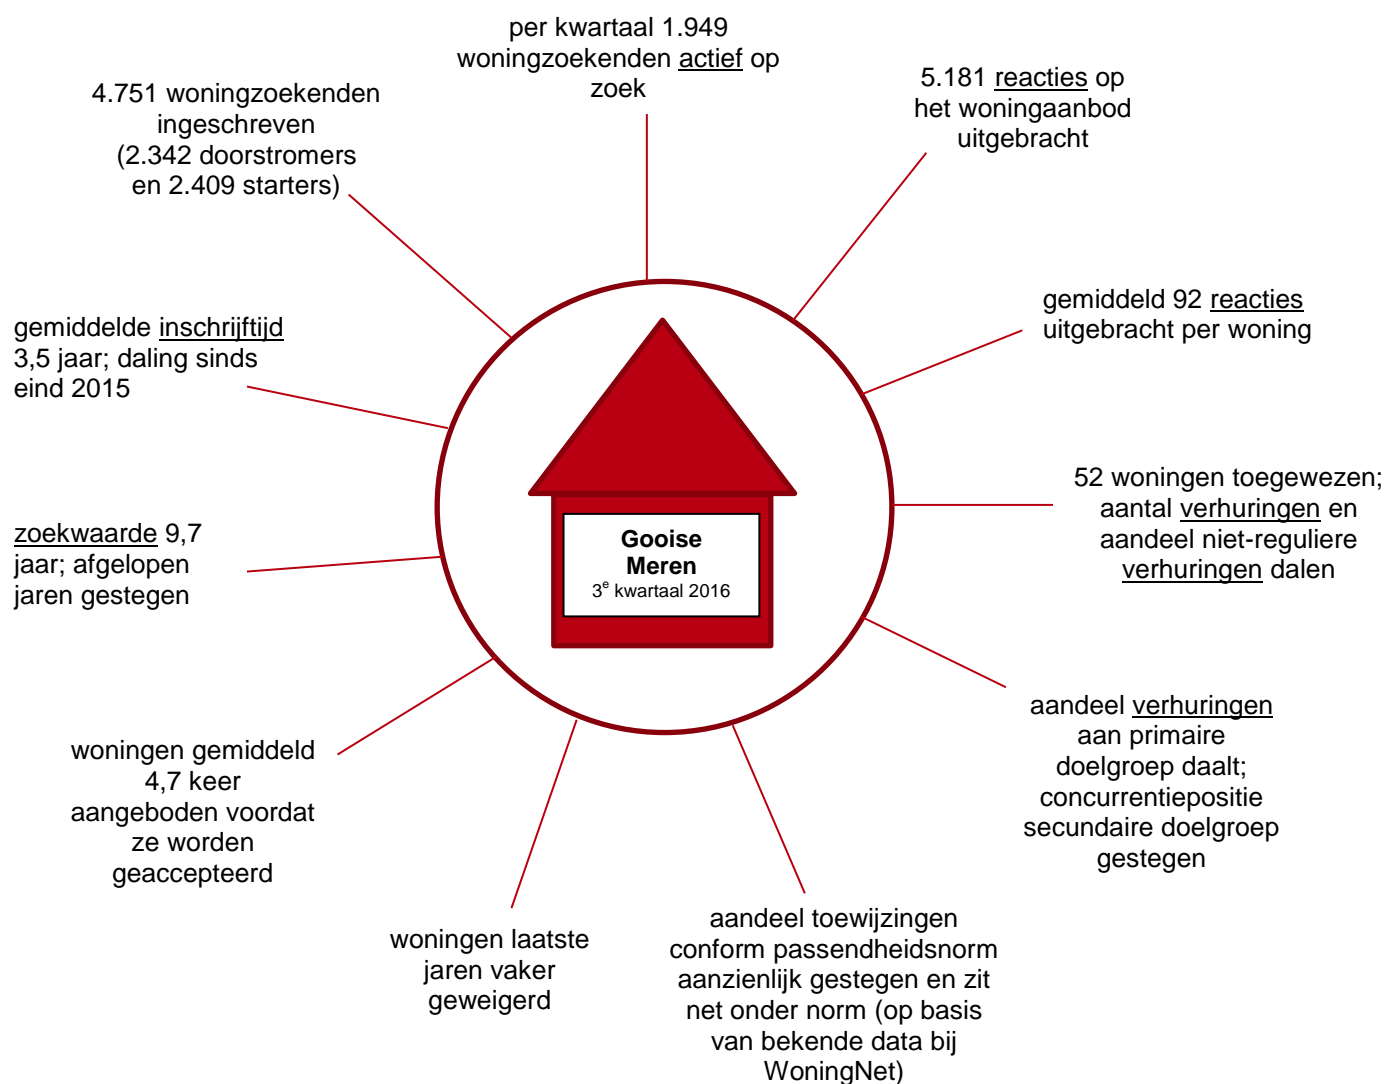 per kwartaal 1.949
woningzoekenden actief op
zoek
4.751 woningzoekenden
ingeschreven
(2.342 doorstromers
en 2.409 starters)
5.181 reacties op
het woningaanbod
uitgebracht
gemiddelde inschrijftijd
3,5 jaar; daling sinds
eind 2015
gemiddeld 92 reacties
uitgebracht per woning
zoekwaarde 9,7
jaar; afgelopen
jaren gestegen
Gooise
Meren
3e kwartaal 2016
52 woningen toegewezen;
aantal verhuringen en
aandeel niet-reguliere
verhuringen dalen
woningen gemiddeld
4,7 keer
aangeboden voordat
ze worden
geaccepteerd
aandeel verhuringen
aan primaire
doelgroep daalt;
concurrentiepositie
secundaire doelgroep
gestegen
woningen laatste
jaren vaker
geweigerd
aandeel toewijzingen
conform passendheidsnorm
aanzienlijk gestegen en zit
net onder norm (op basis
van bekende data bij
WoningNet)